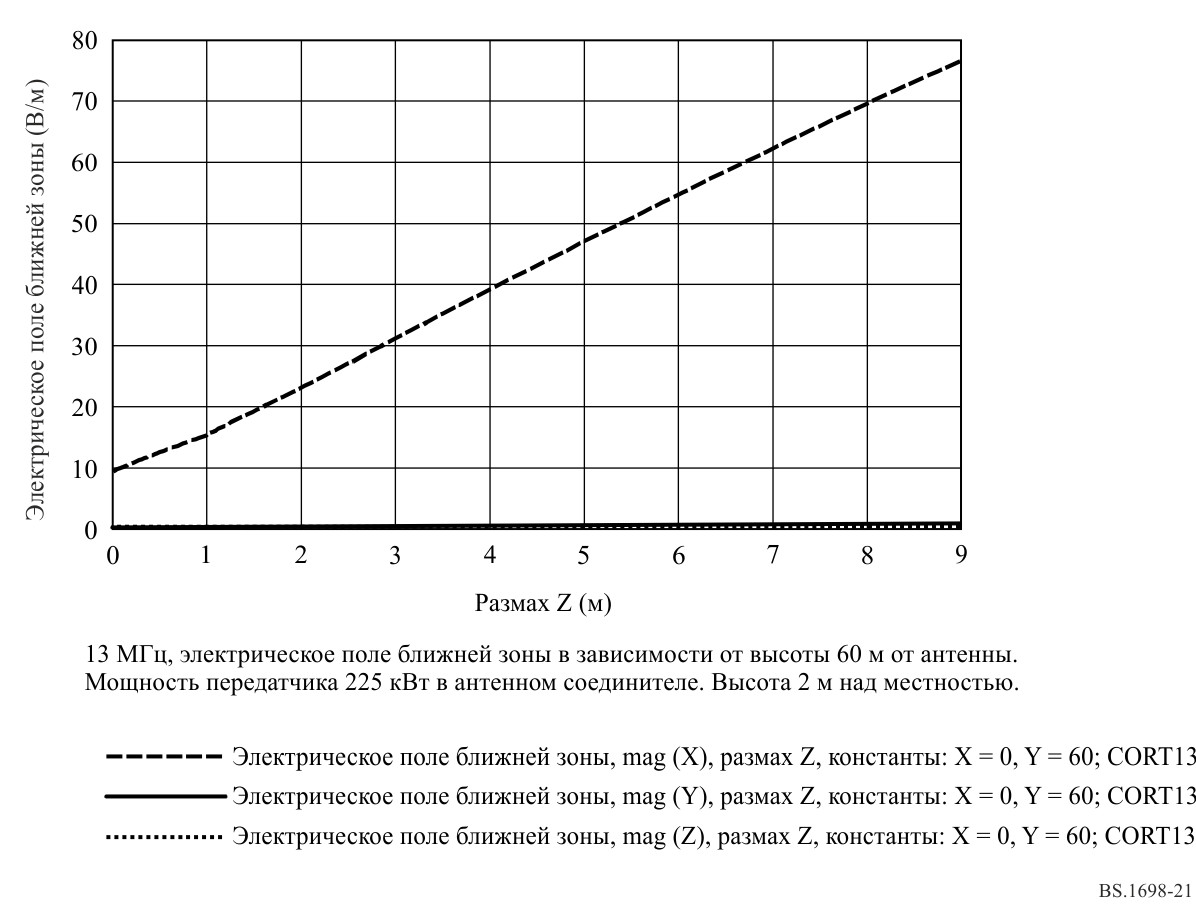 Электрическое поле ближней зоны (В/м)
80
70
60
50
40
30
20
10
0
0 1 2 3 4 5 6 7 8 9
Размах Z (м)
13 МГц, электрическое поле ближней зоны в зависимости от высоты 60 м от антенны.
Мощность передатчика 225 кВт в антенном соединителе. Высота 2 м над местностью.
Электрическое поле ближней зоны, mag (X), размах Z, константы: X = 0, Y = 60; CORT13
Электрическое поле ближней зоны, mag (Y), размах Z, константы: X = 0, Y = 60; CORT13
Электрическое поле ближней зоны, mag (Z), размах Z, константы: X = 0, Y = 60; CORT13
BS.1698-21